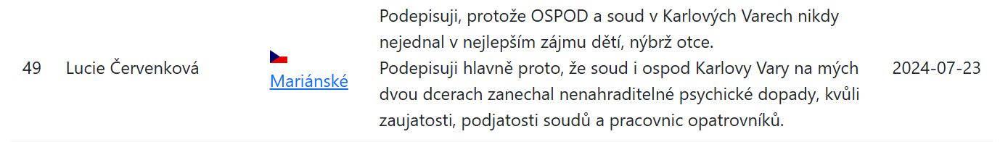 49 Lucie Červenková Mariánské 2024-07-23
Podepisuji, protože OSPOD a soud v Karlových Varech nikdy
nejednal v nejlepším zájmu dětí, nýbrž otce.
Podepisuji hlavně proto, že soud i ospod Karlovy Vary na mých
dvou dcerach zanechal nenahraditelné psychické dopady, kvůli
zaujatosti, podjatosti soudů a pracovnic opatrovníků.